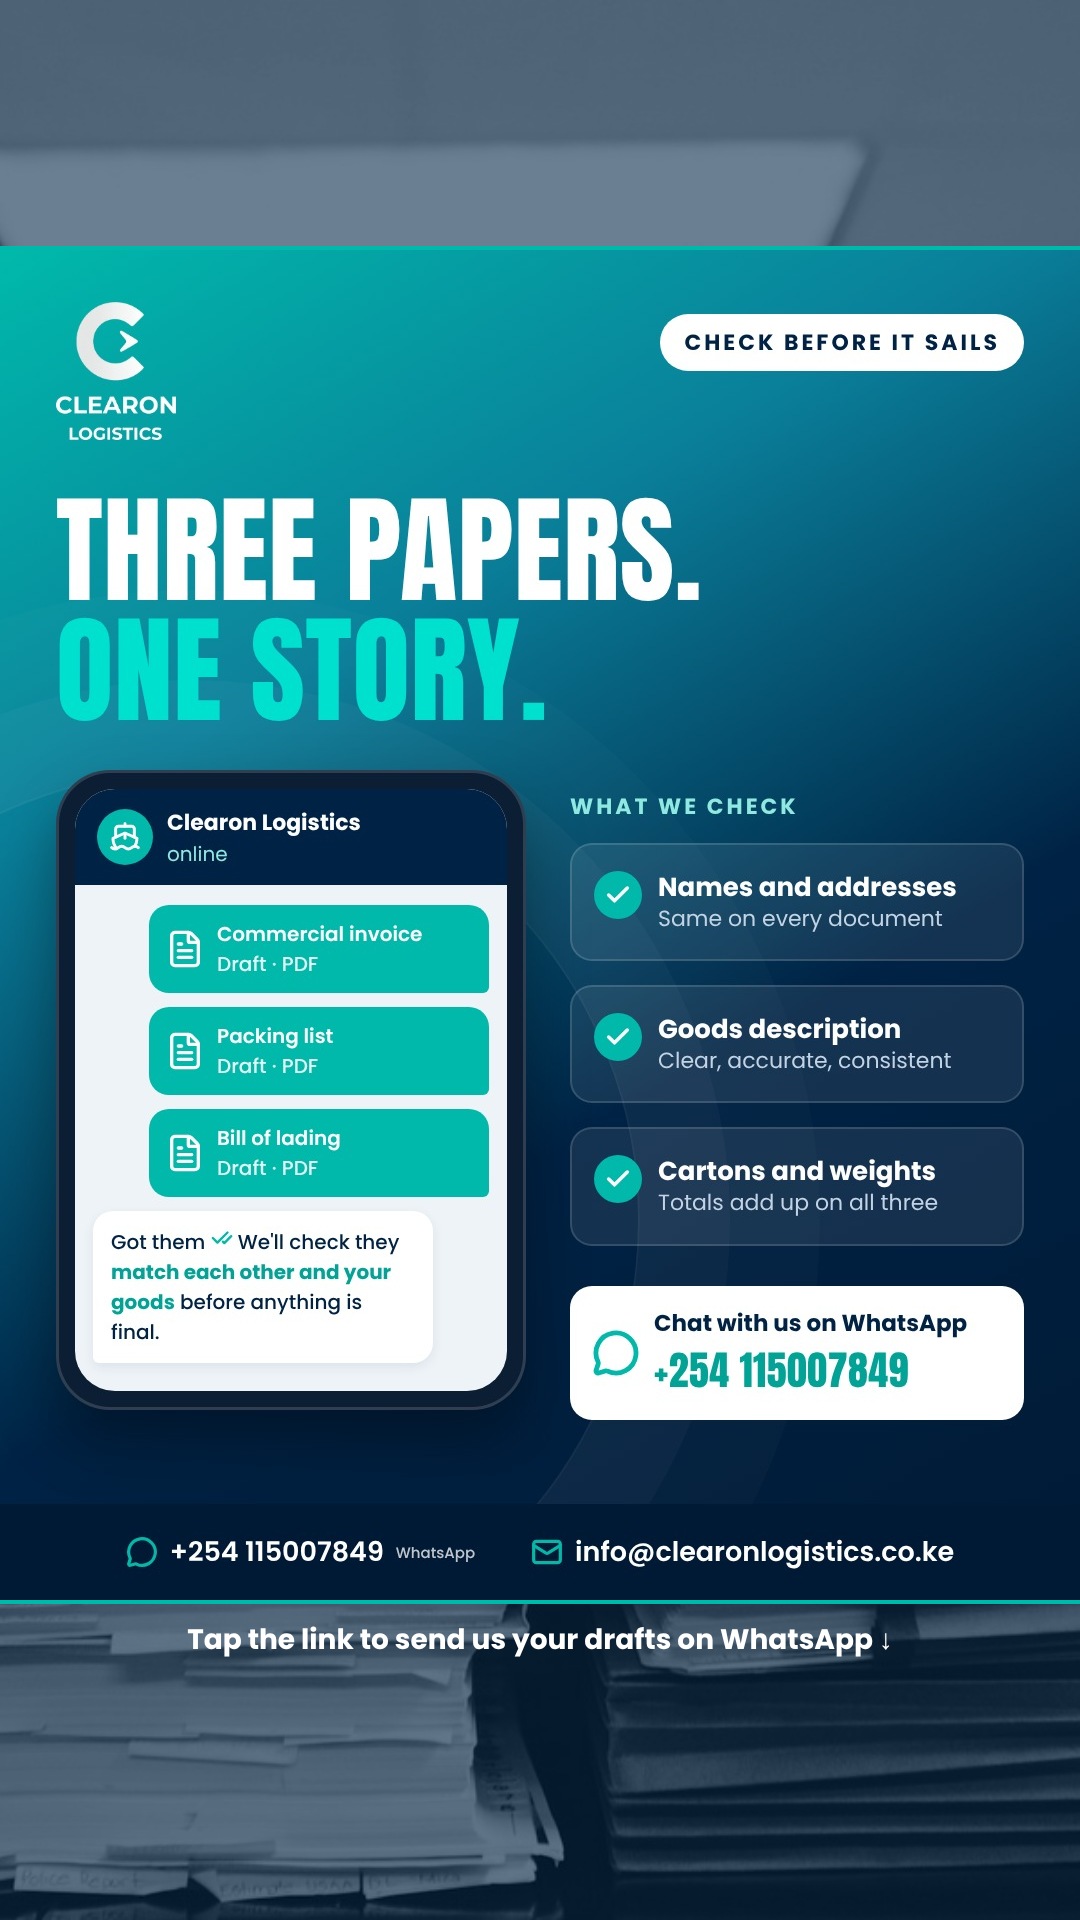 CLEARON
LOGISTICS
CHECK BEFORE IT SAILS
THREE PAPERS.
ONE STORY.
Clearon Logistics
online
Commercial invoice
Draft · PDF
Packing list
Draft · PDF
Bill of lading
Draft · PDF
Got them We'll check they
match each other and your
goods before anything is
final.
WHAT WE CHECK
Names and addresses
Same on every document
Goods description
Clear, accurate, consistent
Cartons and weights
Totals add up on all three
Chat with us on WhatsApp
+254 115007849
+254 115007849 WhatsApp
info@clearonlogistics.co.ke
Tap the link to send us your drafts on WhatsApp ↓
Police Report